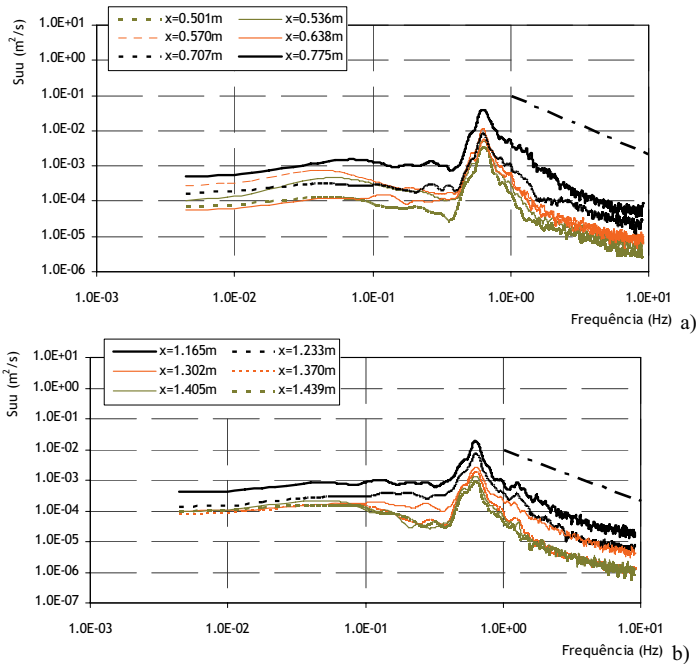 x=0.501m x=0.536m
x=0.570m x=0.638m
x=0.707m x=0.775m
Suu (m²/s)
1.0E+01
1.0E+00
1.0E-01
1.0E-02
1.0E-03
1.0E-04
1.0E-05
1.0E-06
1.0E-03 1.0E-02 1.0E-01 1.0E+00 1.0E+01
Frequência (Hz)
a)
x=1.165m x=1.233m
x=1.302m x=1.370m
x=1.405m x=1.439m
Suu (m²/s)
1.0E+01
1.0E+00
1.0E-01
1.0E-02
1.0E-03
1.0E-04
1.0E-05
1.0E-06
1.0E-07
1.0E-03 1.0E-02 1.0E-01 1.0E+00 1.0E+01
Frequência (Hz)
b)